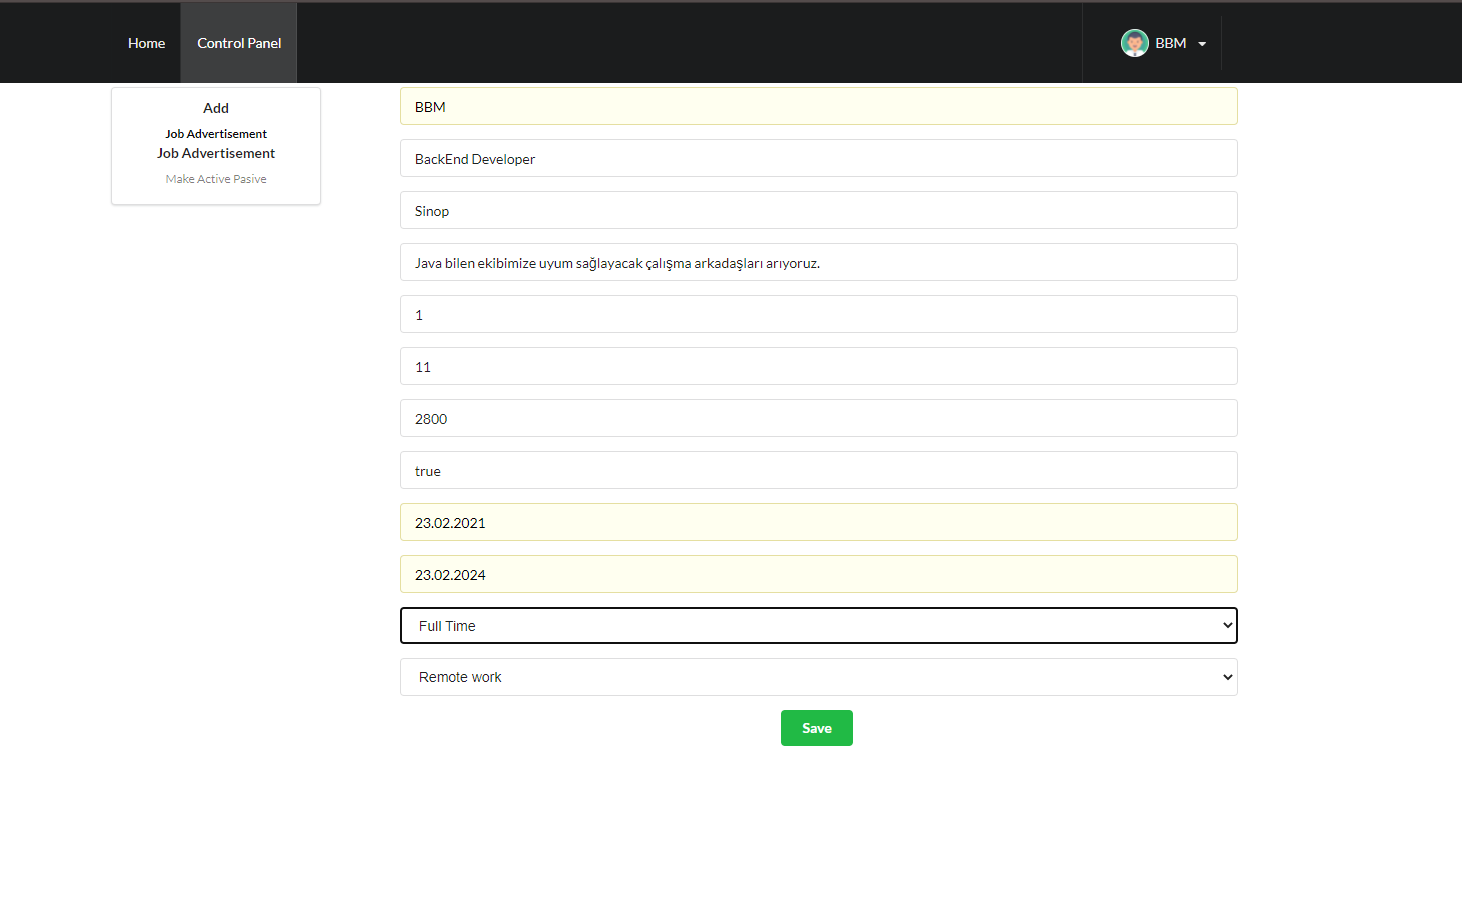 Home
Control Panel
BBM
Add
Job Advertisement
Job Advertisement
Make Active Pasive
BBM
BackEnd Developer
Sinop
Java bilen ekibimize uyum sağlayacak çalışma arkadaşları arıyoruz.
1
11
2800
true
23.02.2021
23.02.2024
Full Time
Remote work
Save